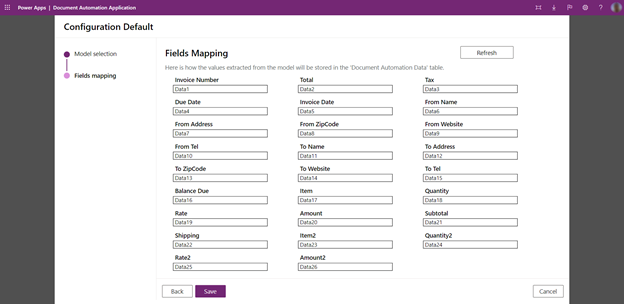 Power Apps | Document Automation Application
?
Configuration Default
Model selection
Fields mapping
Fields Mapping
Refresh
Here is how the values extracted from the model will be stored in the 'Document Automation Data' table.
Invoice Number Total Tax
Data1 Data2 Data3
Due Date Invoice Date From Name
Data4 Data5 Data6
From Address From ZipCode From Website
Data7 Data8 Data9
From Tel To Name To Address
Data10 Data11 Data12
To ZipCode To Website To Tel
Data13 Data14 Data15
Balance Due Item Quantity
Data16 Data17 Data18
Rate Amount Subtotal
Data19 Data20 Data21
Shipping Item2 Quantity2
Data22 Data23 Data24
Rate2 Amount2
Data25 Data26
Back Save Cancel